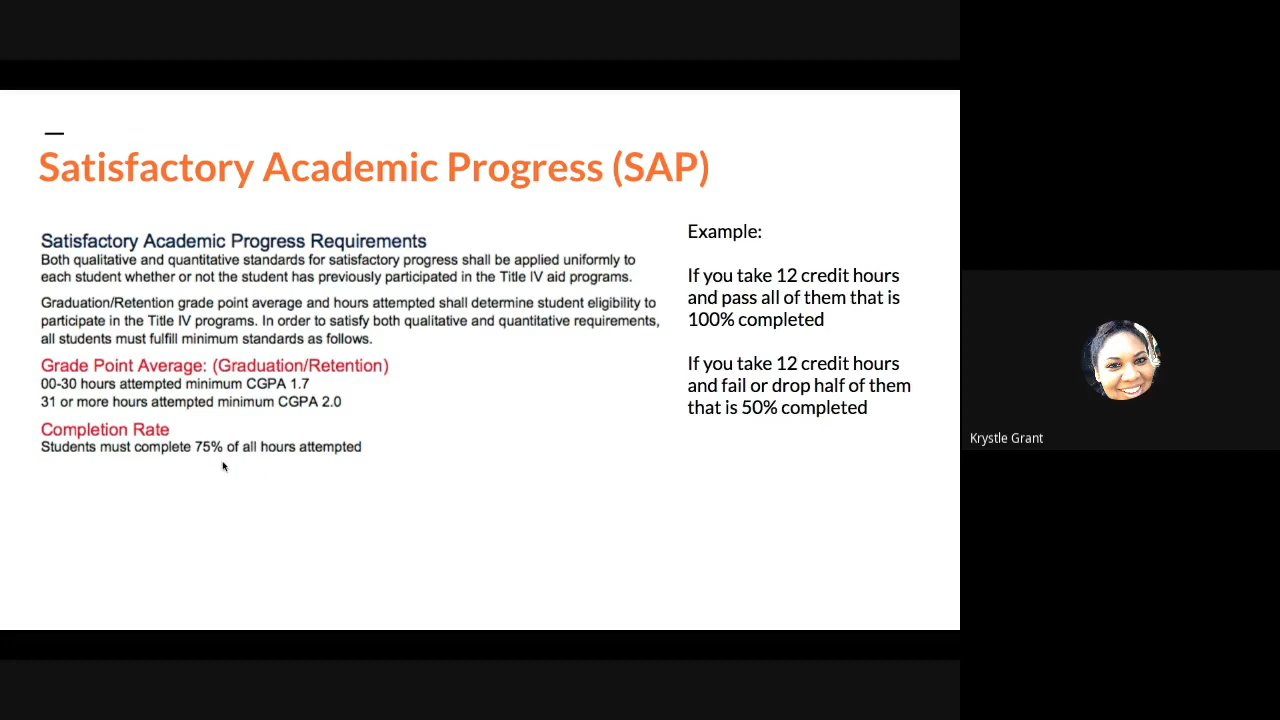 Satisfactory Academic Progress (SAP)
Satisfactory Academic Progress Requirements
Both qualitative and quantitative standards for satisfactory progress shall be applied uniformly to
each student whether or not the student has previously participated in the Title IV aid programs.
Graduation/Retention grade point average and hours attempted shall determine student eligibility to
participate in the Title IV programs. In order to satisfy both qualitative and quantitative requirements,
all students must fulfill minimum standards as follows.
Grade Point Average: (Graduation/Retention)
00-30 hours attempted minimum CGPA 1.7
31 or more hours attempted minimum CGPA 2.0
Completion Rate
Students must complete 75% of all hours attempted
Example:
If you take 12 credit hours
and pass all of them that is
100% completed
If you take 12 credit hours
and fail or drop half of them
that is 50% completed
Krystle Grant